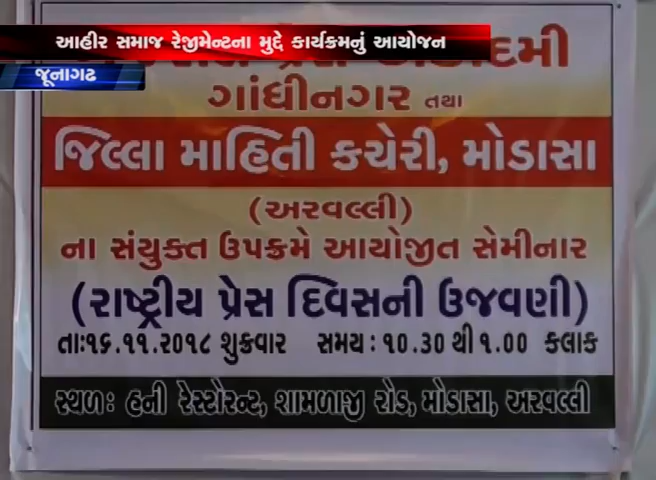 આહીર સમાજ રેજીમેન્ટના મુદ્દે કાર્યક્રમનું આયોજન
જૂનાગઢ
ગાંધીનગર તથા
જિલ્લા માહિતી કચેરી, મોડાસા
(અરવલ્લી)
ના સંયુક્ત ઉપક્રમે આયોજીત સેમીનાર
(રાષ્ટ્રીય પ્રેસ દિવસની ઉજવણી)
તા:૧૬.૧૧.૨૦૧૮ શુક્રવાર સમય : ૧૦.૩૦ થી ૧.૦૦ કલાક
સ્થળ: હની રેસ્ટોરન્ટ, શામળાજી રોડ, મોડાસા, અરવલ્લી